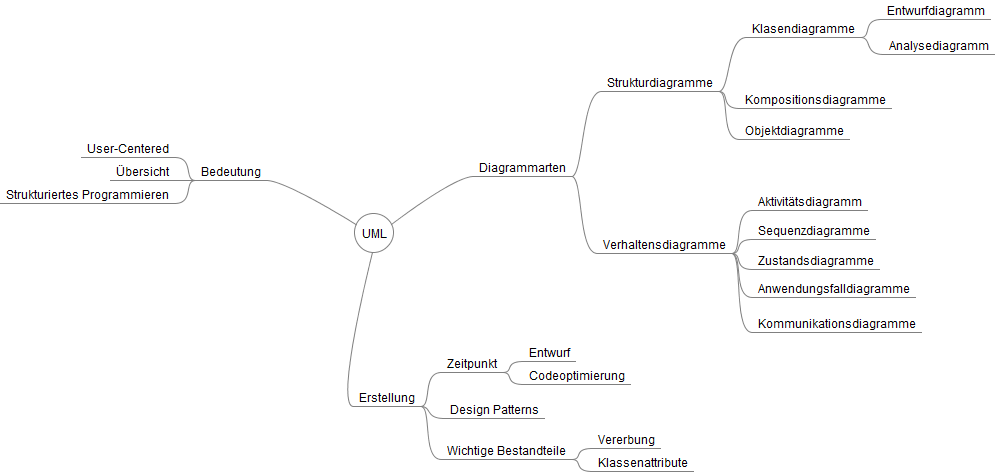 UML
Bedeutung
User-Centered
Übersicht
Strukturiertes Programmieren
Diagrammarten
Strukturdiagramme
Klasendiagramme
Entwurfdiagramm
Analysediagramm
Kompositionsdiagramme
Objektdiagramme
Verhaltensdiagramme
Aktivitätsdiagramm
Sequenzdiagramme
Zustandsdiagramme
Anwendungsfalldiagramme
Kommunikationsdiagramme
Erstellung
Zeitpunkt
Entwurf
Codeoptimierung
Design Patterns
Wichtige Bestandteile
Vererbung
Klassenattribute